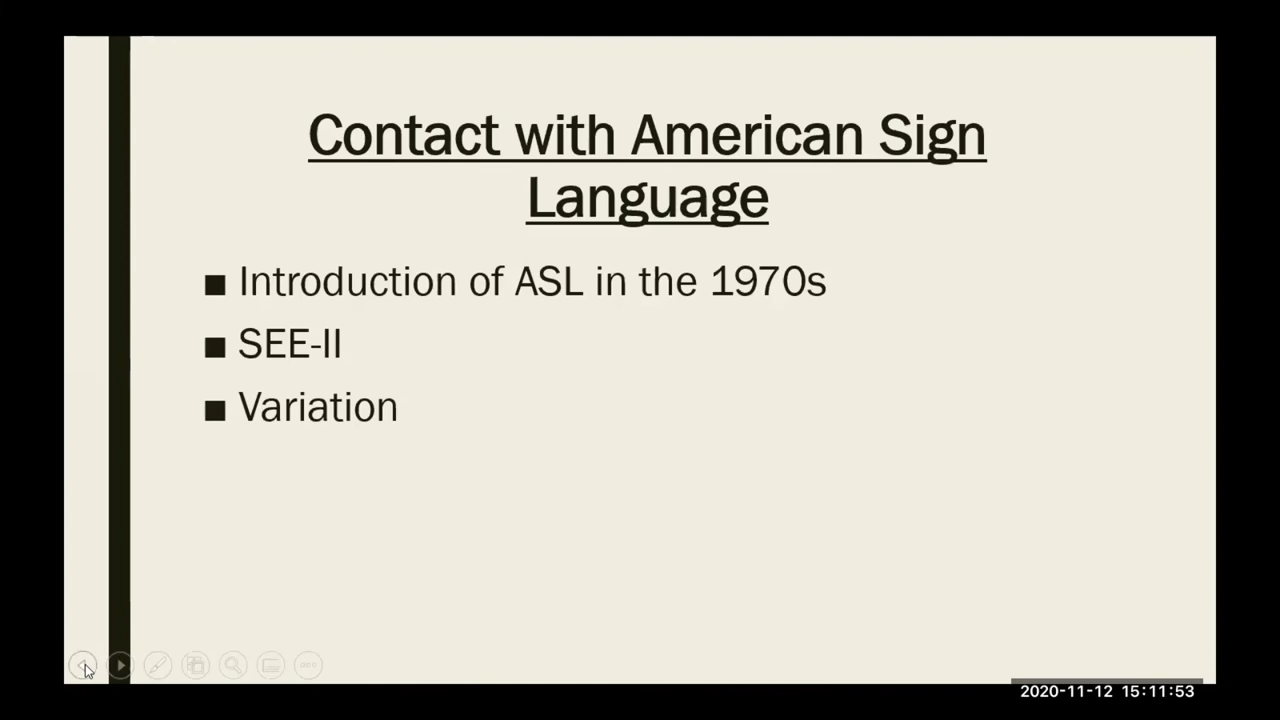 Contact with American Sign
Language
■ Introduction of ASL in the 1970s
■ SEE-II
■ Variation
2020-11-12 15:11:53